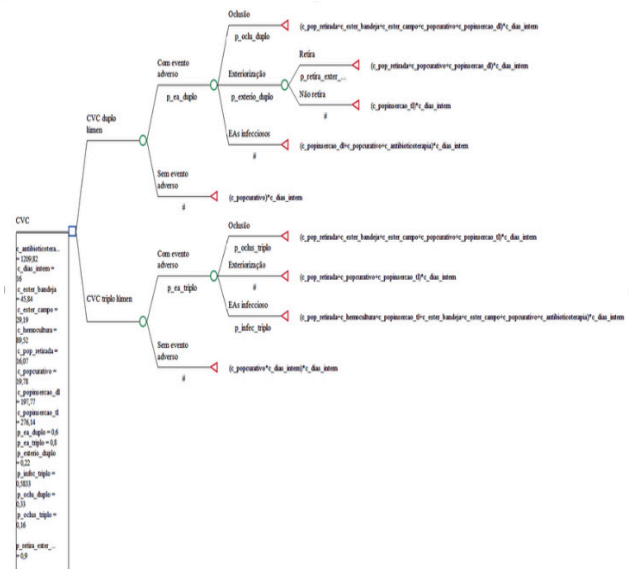 Oclusão
p_oclu_duplo
(c_pop_retirada+c_ester_bandeja+c_ester_campo+c_popcurativo+c_popinsercao_dl)*c_dias_intern
Com evento
adverso
p_ea_duplo
Exteriorização
p_exterio_duplo
Retira
p_retira_exter_...
(c_pop_retirada+c_popcurativo+c_popinsercao_dl)*c_dias_intern
Não retira
#
(c_popinsercao_tl)*c_dias_intern
CVC duplo
lúmen
EAs infecciosos
#
(c_popinsercao_dl+c_popcurativo+c_antibioticoterapia)*c_dias_intern
Sem evento
adverso
#
(c_popcurativo)*c_dias_intern
CVC
c_antibioticotera...
= 1209,82
c_dias_intern =
16
c_ester_bandeja
=45,84
c_ester_campo =
29,19
c_hemocultura =
89,52
c_pop_retirada =
16,07
c_popcurativo =
19,78
c_popinsercao_dl
= 197,77
c_popinsercao_tl
= 276,14
p_ea_duplo = 0,6
p_ea_triplo = 0,8
p_exterio_duplo
= 0,22
p_infec_triplo =
0,5833
p_oclu_duplo =
0,33
p_oclus_triplo =
0,16
p_retira_exter_...
= 0,9
Oclusão
p_oclus_triplo
(c_pop_retirada+c_ester_bandeja+c_ester_campo+c_popcurativo+c_popinsercao_tl)*c_dias_intern
Com evento
adverso
p_ea_triplo
Exteriorização
#
(c_pop_retirada+c_popcurativo+c_popinsercao_tl)*c_dias_intern
CVC triplo lúmen
EAs infeccioso
p_infec_triplo
(c_pop_retirada+c_hemocultura+c_popinsercao_tl+c_ester_bandeja+c_ester_campo+c_popcurativo+c_antibioticoterapia)*c_dias_intern
Sem evento
adverso
#
(c_popcurativo*c_dias_intern)*c_dias_intern